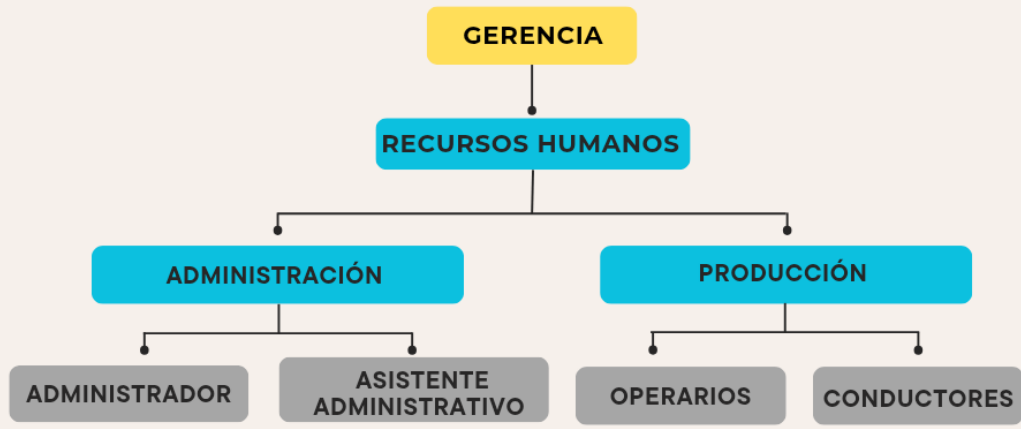 GERENCIA
RECURSOS HUMANOS
ADMINISTRACIÓN
PRODUCCIÓN
ADMINISTRADOR
ASISTENTE
ADMINISTRATIVO
OPERARIOS
CONDUCTORES